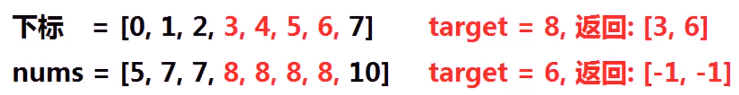 下标 = [0, 1, 2, 3, 4, 5, 6, 7] target = 8, 返回: [3, 6]
nums = [5, 7, 7, 8, 8, 8, 8, 10] target = 6, 返回: [-1, -1]